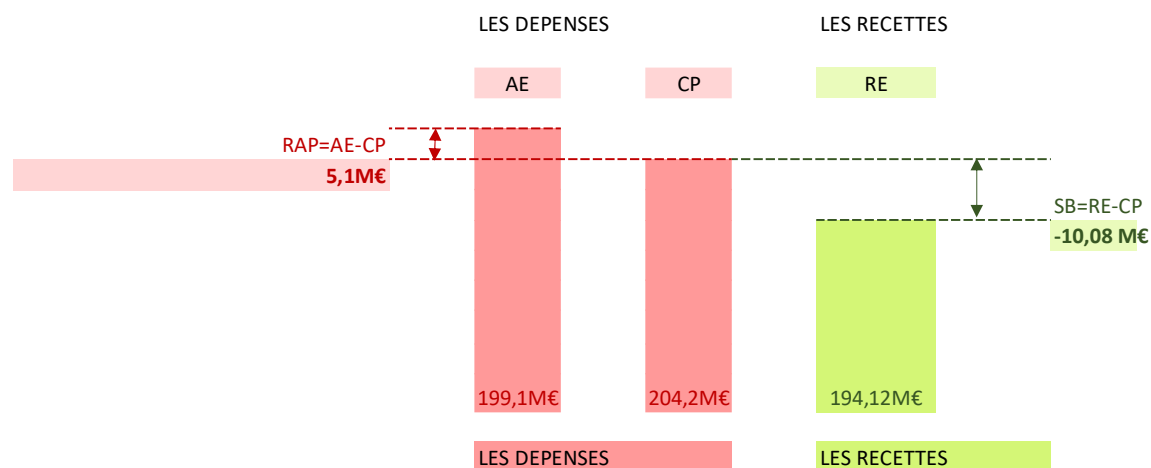 LES DEPENSES
LES RECETTES
AE
CP
RE
RAP=AE-CP
5,1M€
SB=RE-CP
-10,08 M€
199,1M€
204,2M€
194,12M€
LES DEPENSES
LES RECETTES